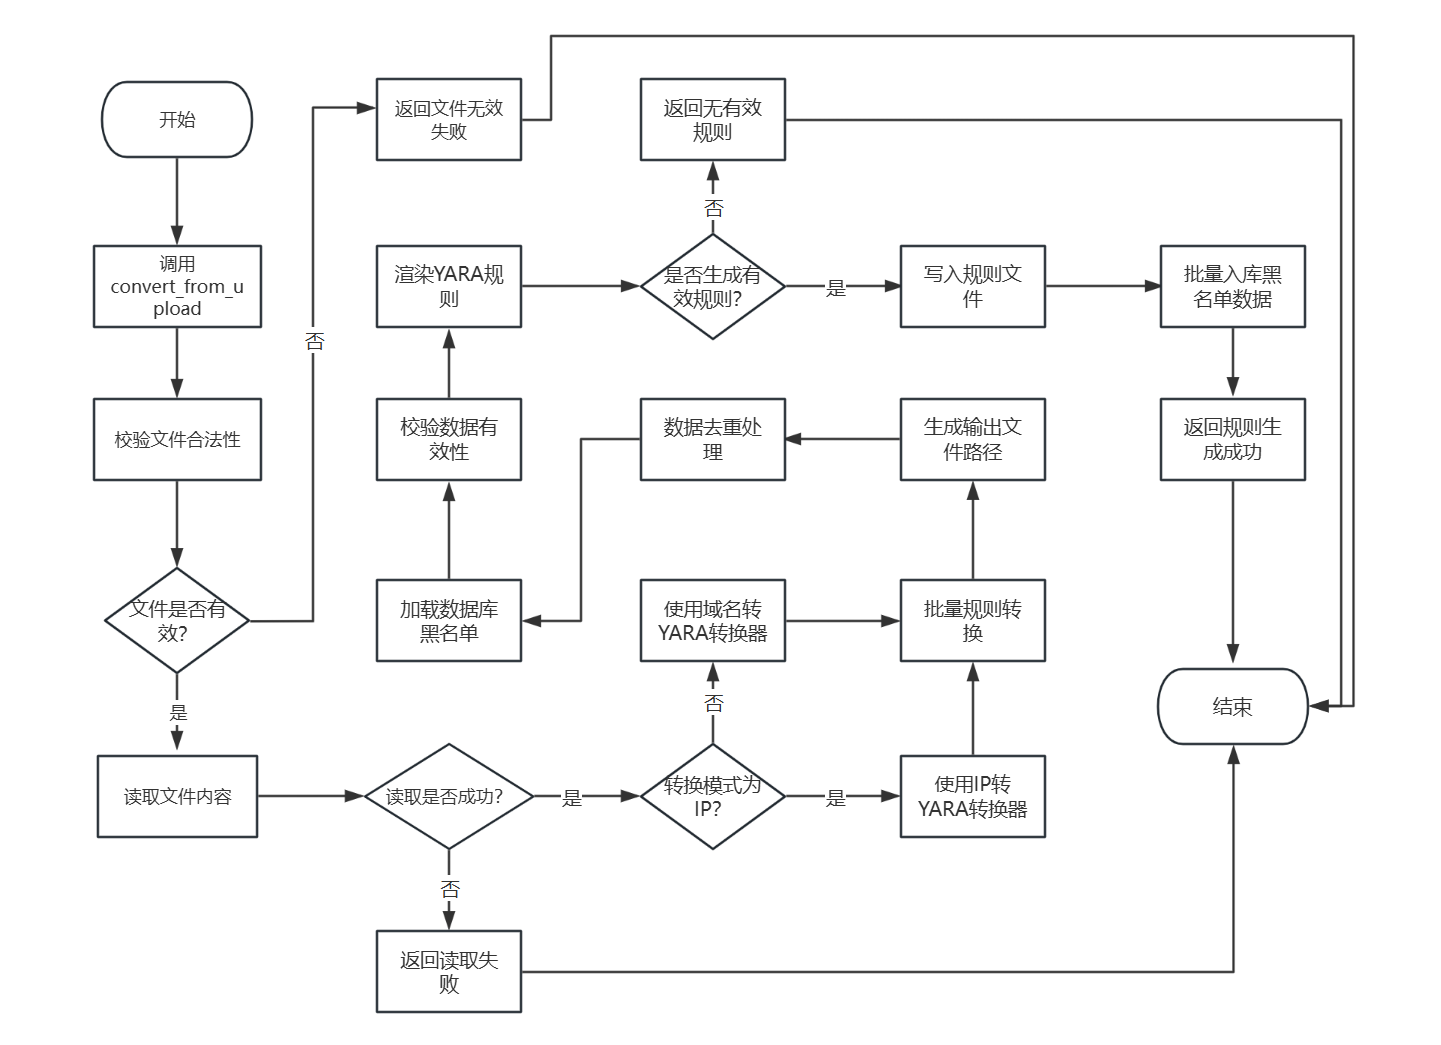 开始
返回文件无效
失败
返回无有效
规则
否
调用
convert_from_u
pload
渲染YARA规
则
是否生成有
效规则?
是
写入规则文
件
批量入库黑
名单数据
否
校验文件合法性
校验数据有
效性
数据去重处
理
生成输出文
件路径
返回规则生
成成功
文件是否有
效?
加载数据库
黑名单
使用域名转
YARA转换器
批量规则转
换
是
否
结束
读取文件内容
读取是否成功?
是
转换模式为
IP?
是
使用IP转
YARA转换器
否
返回读取失
败